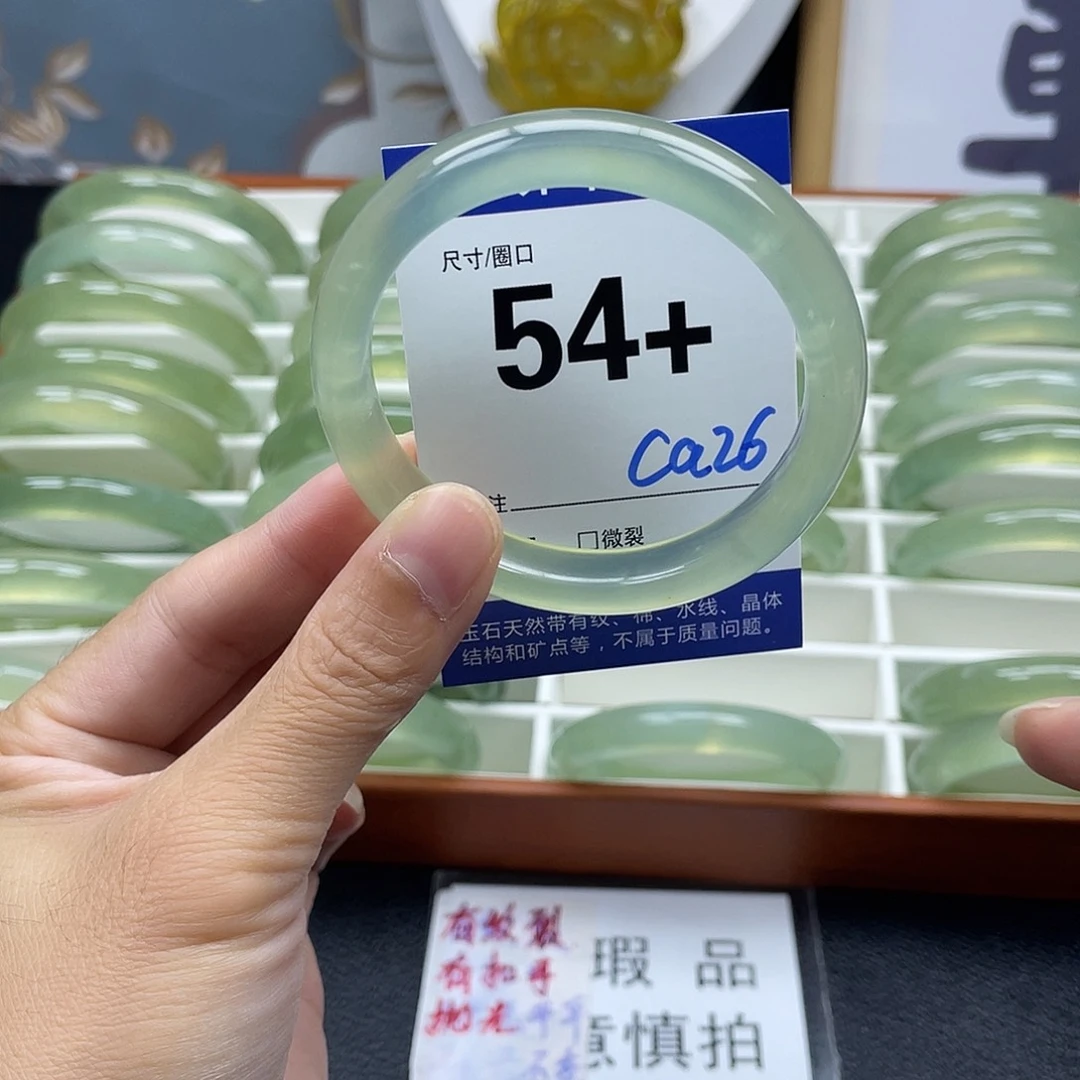 尺寸/圈口
54+
Ca26
注
□微裂
玉石天然带有纹、棉、水线、晶体
结构和矿点等，不属于质量问题。
有纹裂
有扣手
抛光
瑕品
意慎拍